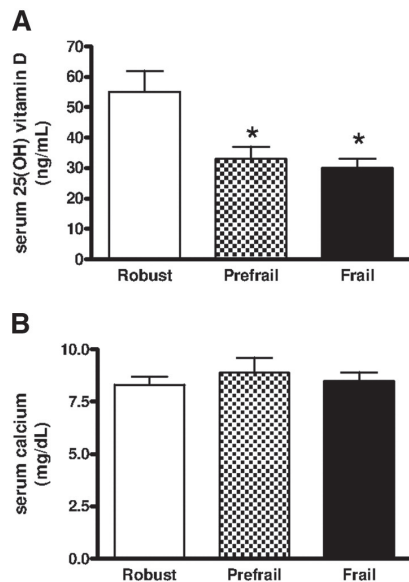 A
serum 25(OH) vitamin D
(ng/mL)
70
60
50
40
30
20
10
0
*
*
Robust Prefrail Frail
B
serum calcium
(mg/dL)
10.0
7.5
5.0
2.5
0.0
Robust Prefrail Frail